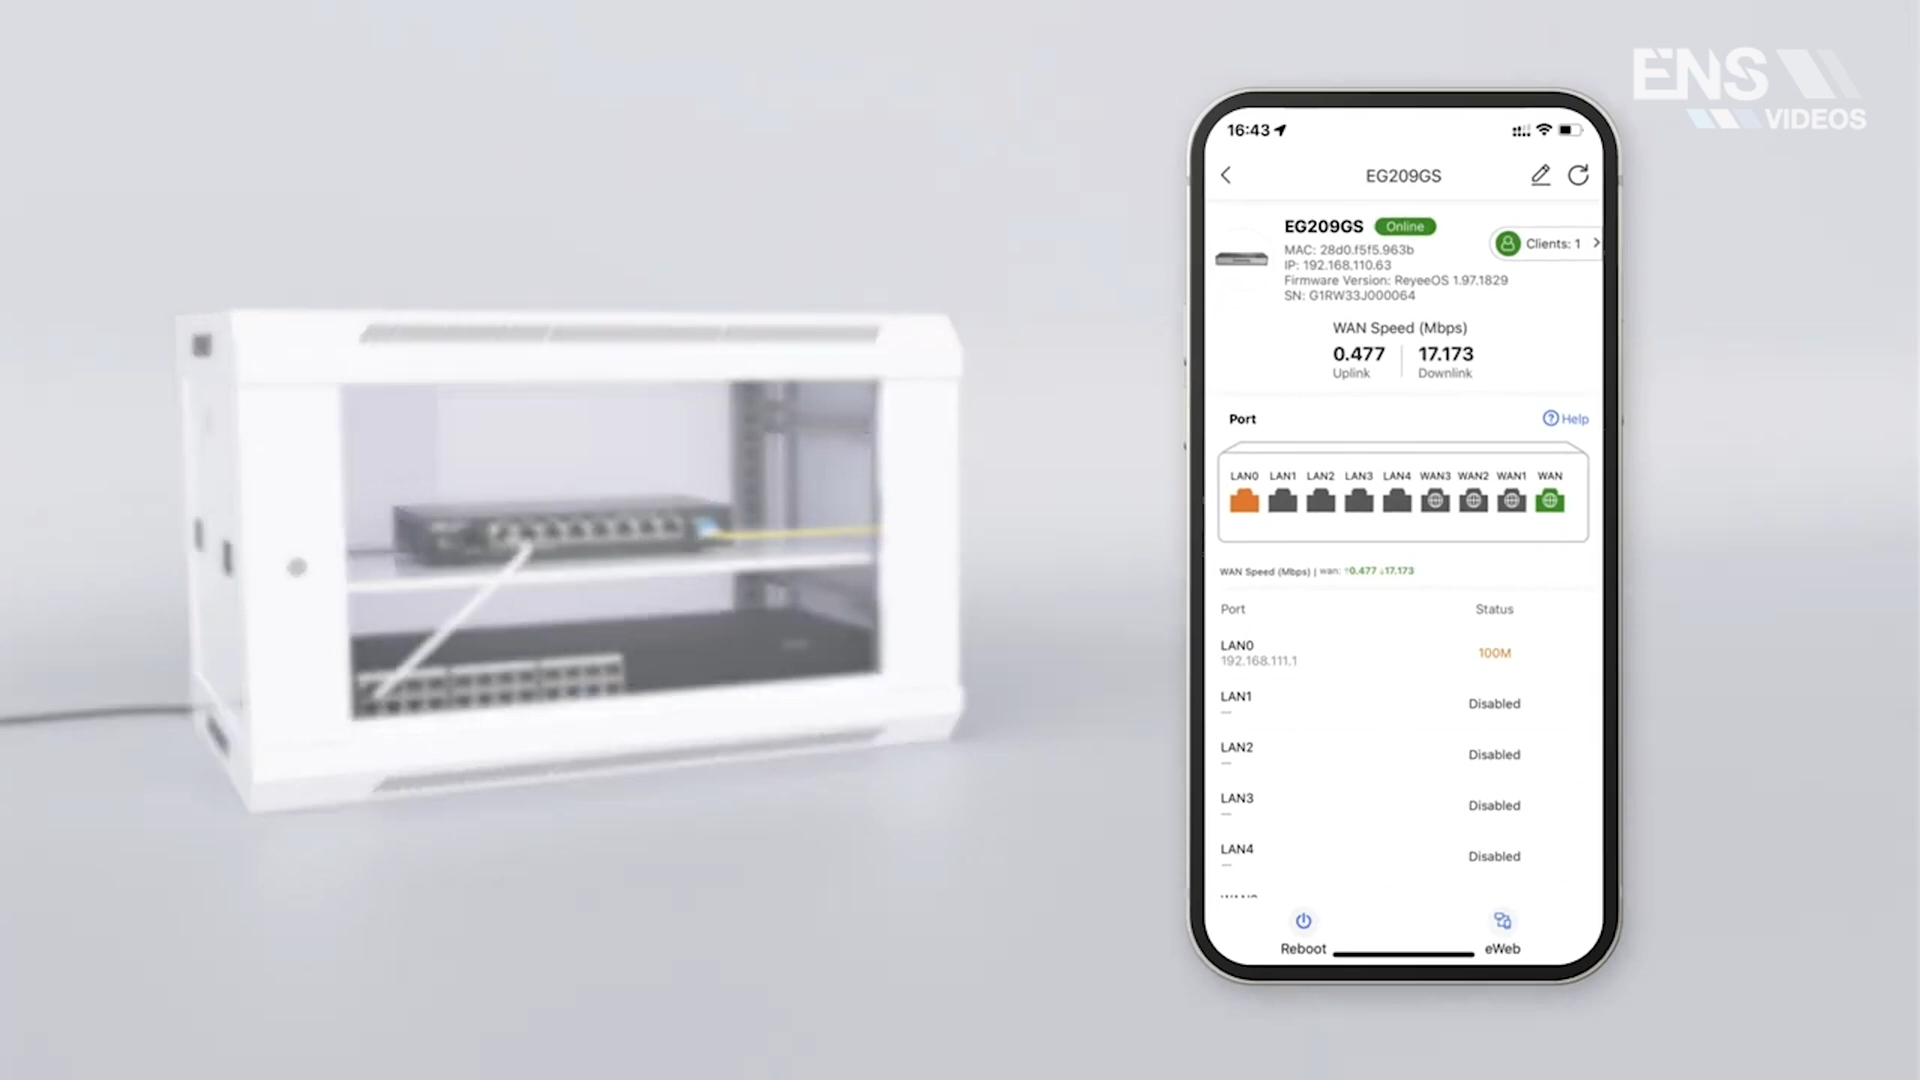 ENS
VIDEOS
16:43
EG209GS
EG209GS Online
MAC: 28d0.f5f5.963b
IP: 192.168.110.63
Firmware Version: ReyeeOS 1.97.1829
SN: G1RW33J000064
Clients: 1
WAN Speed (Mbps)
0.477 17.173
Uplink Downlink
Port Help
LAN0 LAN1 LAN2 LAN3 LAN4 WAN3 WAN2 WAN1 WAN
WAN Speed (Mbps) | wan: ↑0.477 ↓17.173
Port Status
LAN0
192.168.111.1
100M
LAN1
—
Disabled
LAN2
—
Disabled
LAN3
—
Disabled
LAN4
—
Disabled
Reboot eWeb